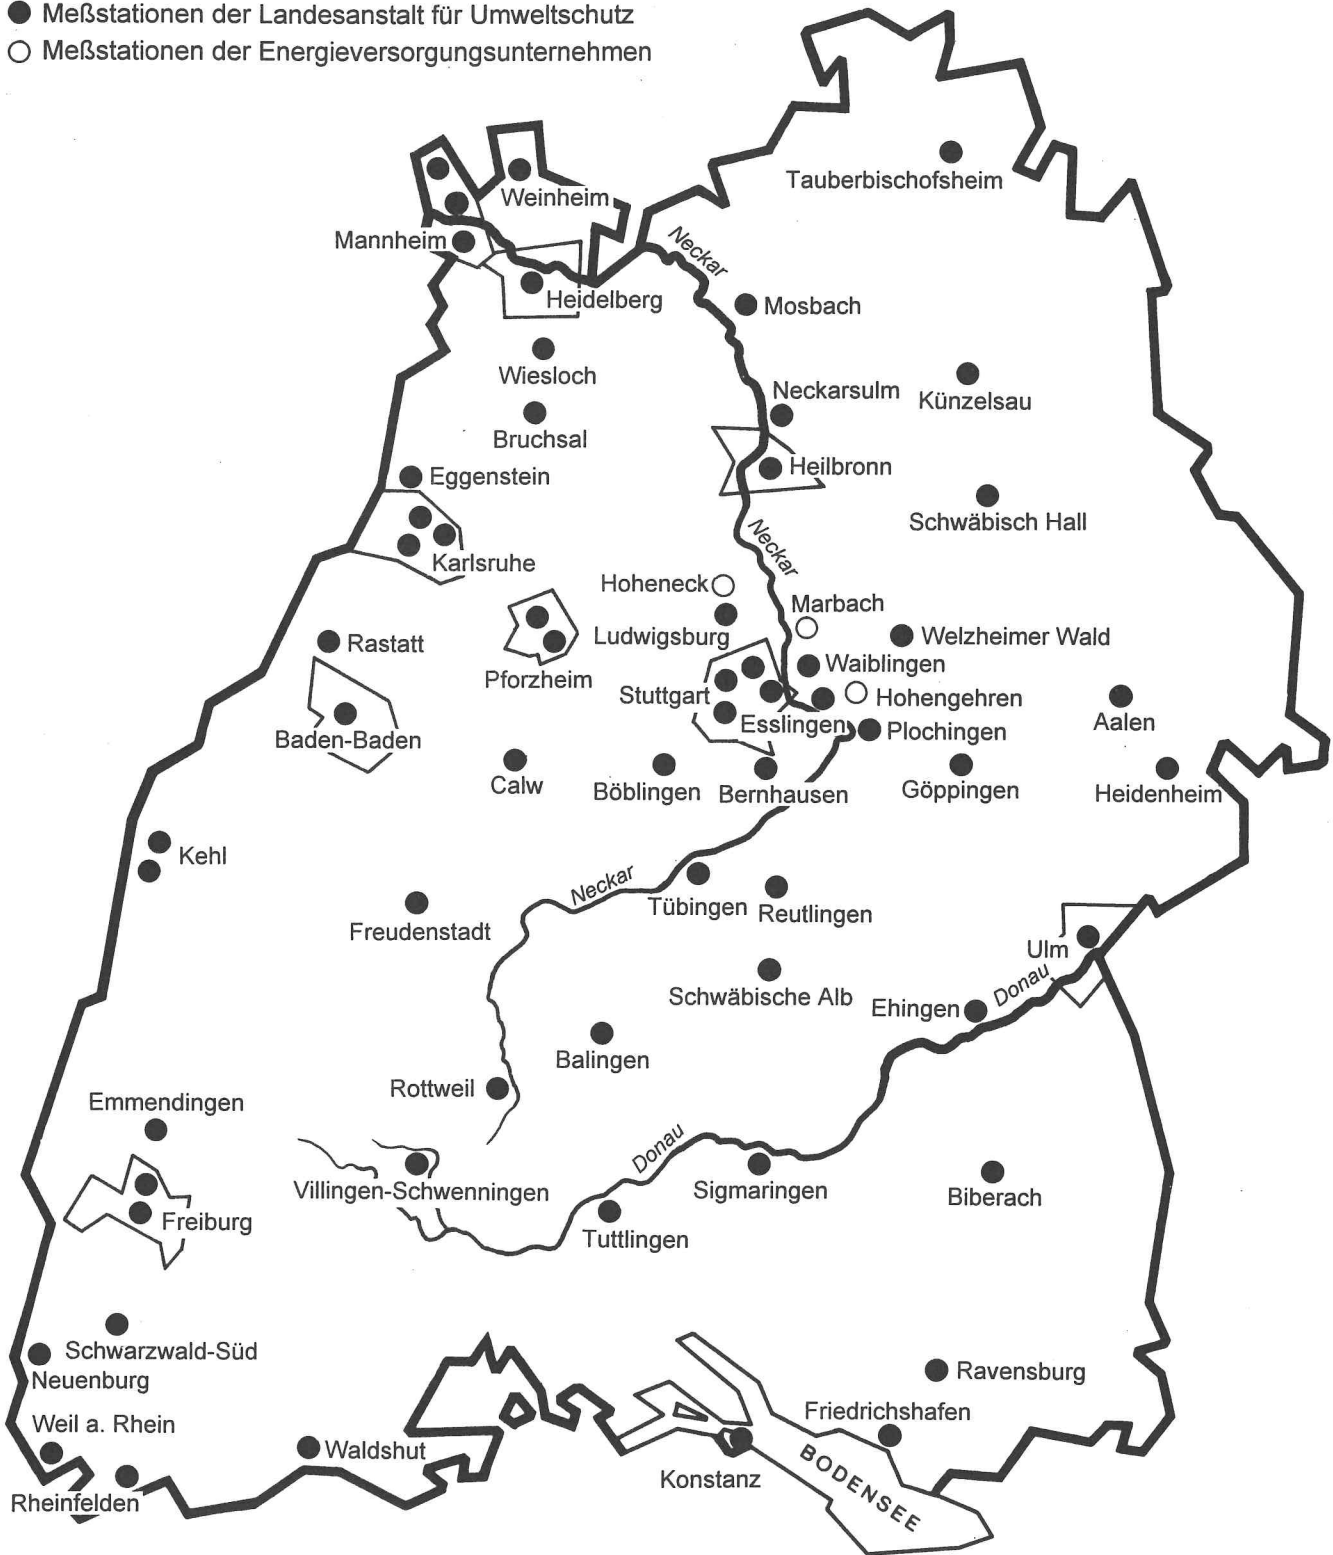 Meßstationen der Landesanstalt für Umweltschutz
Meßstationen der Energieversorgungsunternehmen
Tauberbischofsheim
Weinheim
Mannheim
Neckar
Heidelberg
Mosbach
Wiesloch
Neckarsulm
Künzelsau
Bruchsal
Heilbronn
Eggenstein
Schwäbisch Hall
Neckar
Karlsruhe
Hoheneck
Marbach
Ludwigsburg
Welzheimer Wald
Rastatt
Waiblingen
Pforzheim
Stuttgart
Hohengehren
Esslingen
Aalen
Plochingen
Baden-Baden
Calw
Böblingen
Bernhausen
Göppingen
Heidenheim
Kehl
Neckar
Tübingen
Reutlingen
Freudenstadt
Ulm
Donau
Schwäbische Alb
Ehingen
Balingen
Rottweil
Emmendingen
Donau
Villingen-Schwenningen
Sigmaringen
Biberach
Freiburg
Tuttlingen
Schwarzwald-Süd
Neuenburg
Ravensburg
Friedrichshafen
Weil a. Rhein
Waldshut
Konstanz
BODENSEE
Rheinfelden